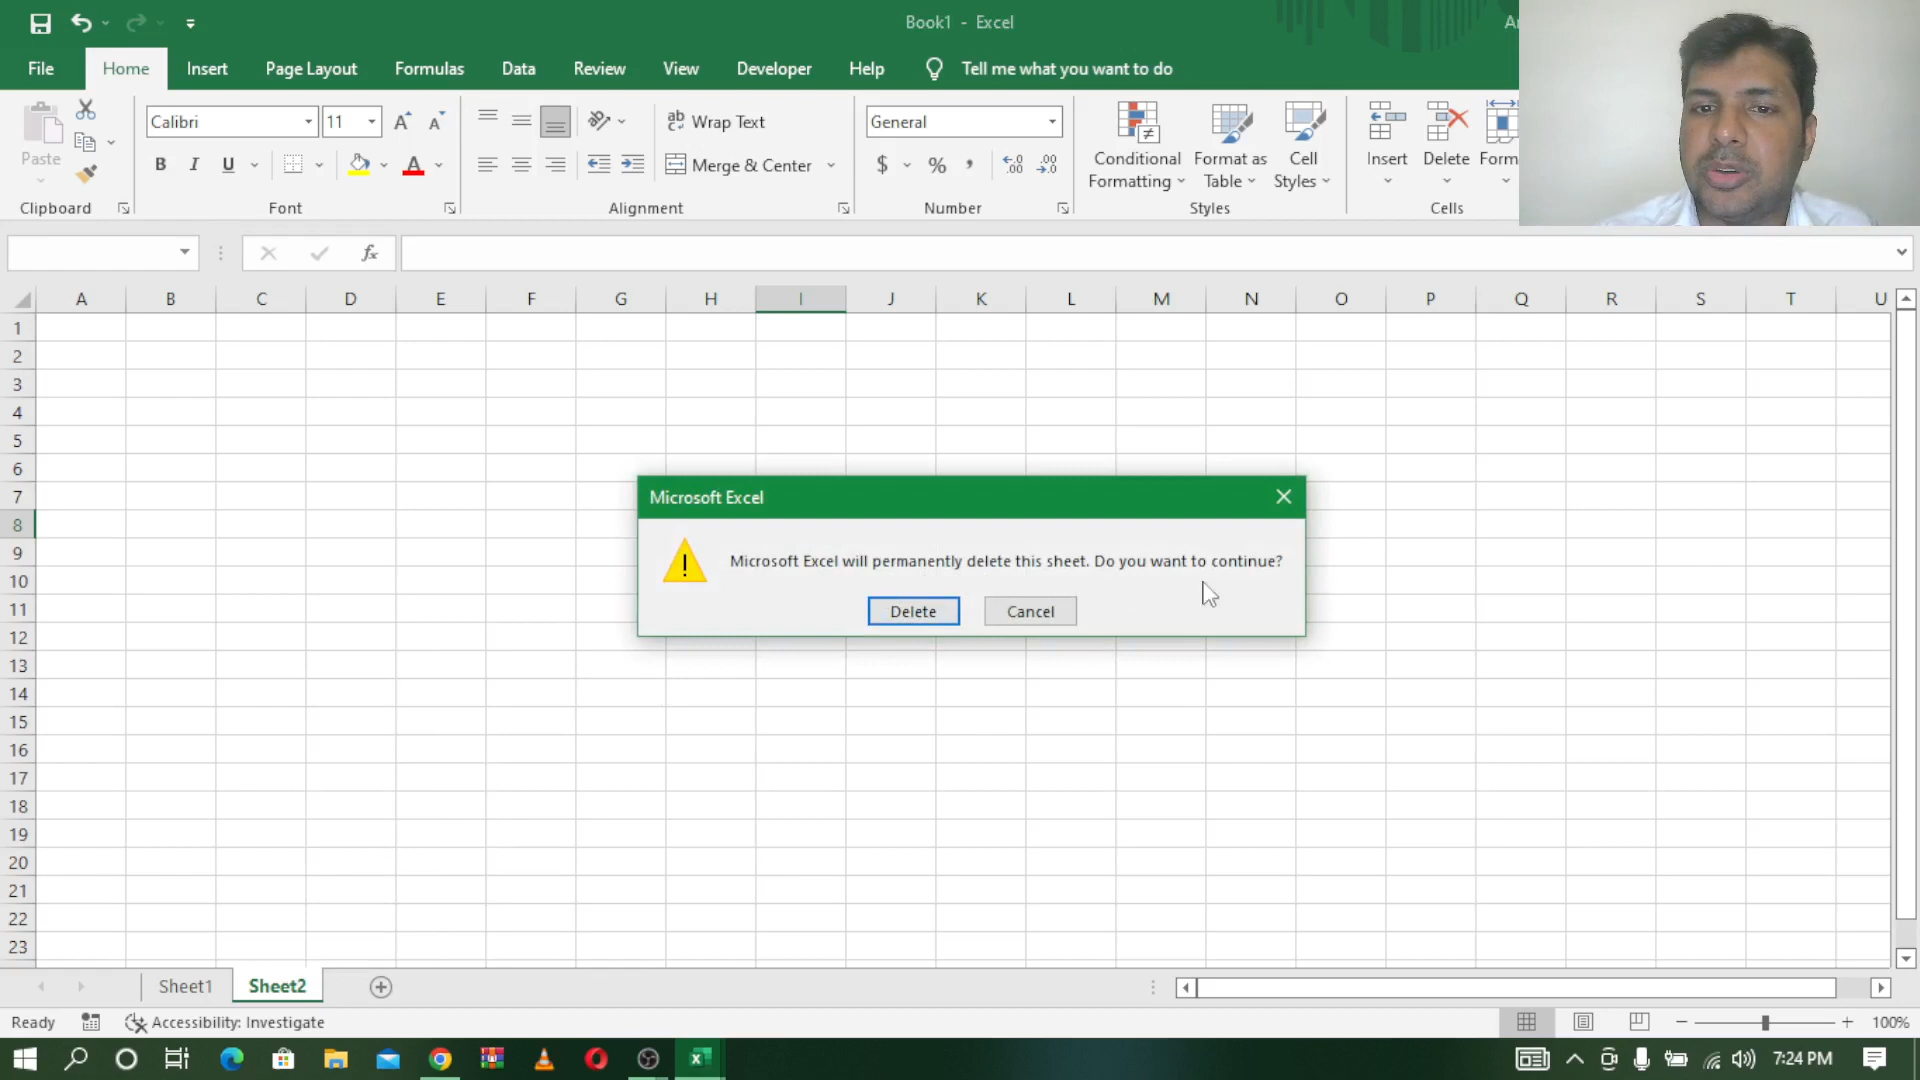 Book1 - Excel
File Home Insert Page Layout Formulas Data Review View Developer Help Tell me what you want to do
Paste
Clipboard
Calibri 11
B I U
Font
Wrap Text
Merge & Center
Alignment
General
$ % ,
Number
Conditional Formatting
Format as Table
Cell Styles
Styles
Insert Delete Form
Cells
fx
A B C D E F G H I J K L M N O P Q R S T U
1
2
3
4
5
6
7
8
9
10
11
12
13
14
15
16
17
18
19
20
21
22
23
Microsoft Excel
Microsoft Excel will permanently delete this sheet. Do you want to continue?
Delete Cancel
Sheet1 Sheet2
Ready Accessibility: Investigate 100%
7:24 PM